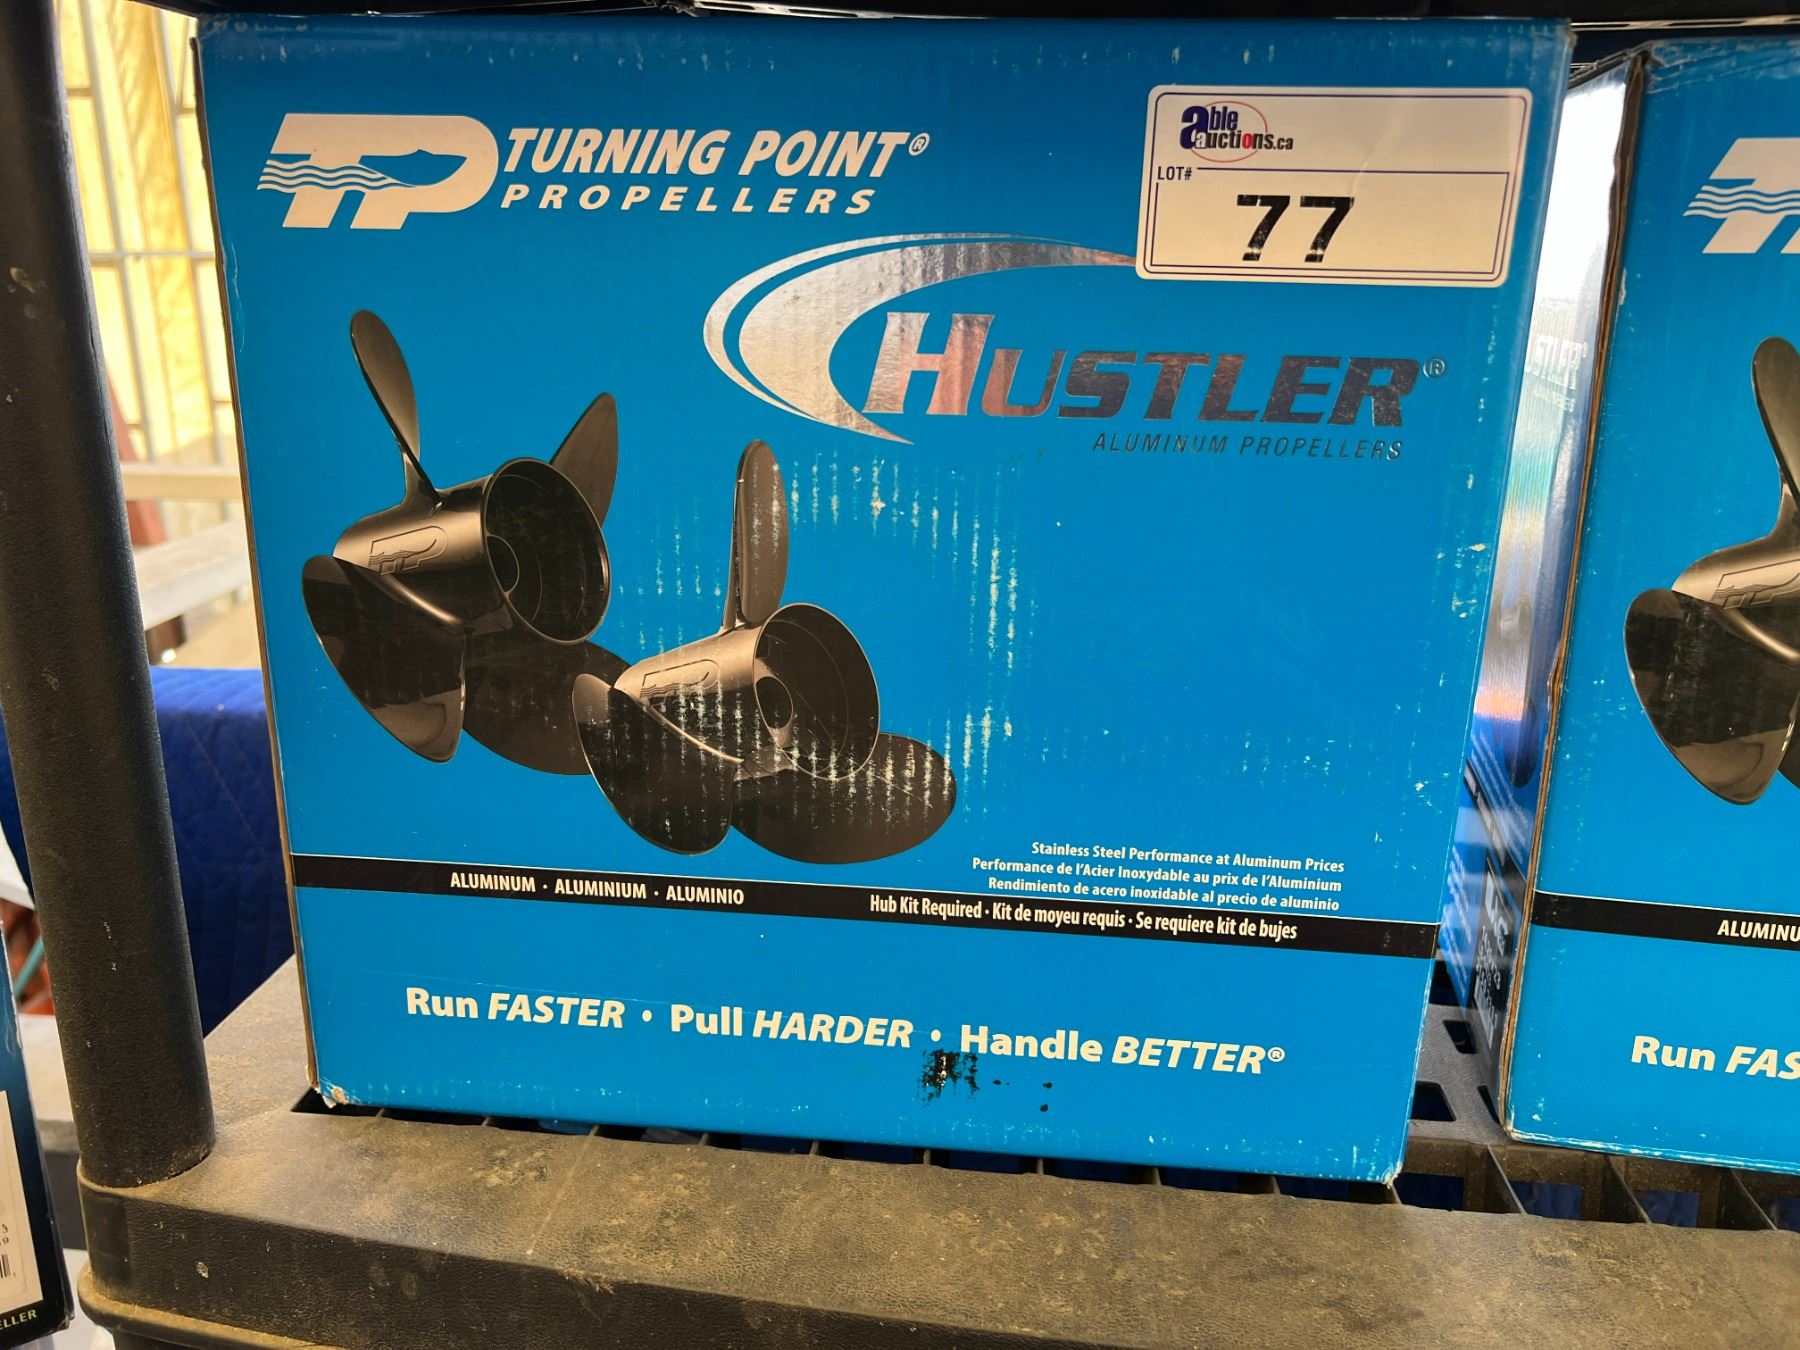 TURNING POINT®
PROPELLERS
able
auctions.ca
LOT#
77
HUSTLER®
ALUMINUM PROPELLERS
TP
Stainless Steel Performance at Aluminum Prices
Performance de l'Acier Inoxydable au prix de l'Aluminium
Rendimiento de acero inoxidable al precio de aluminio
ALUMINUM · ALUMINIUM · ALUMINIO
Hub Kit Required · Kit de moyeu requis · Se requiere kit de bujes
Run FASTER · Pull HARDER · Handle BETTER®
ALUMINU
Run FAS
ELLER